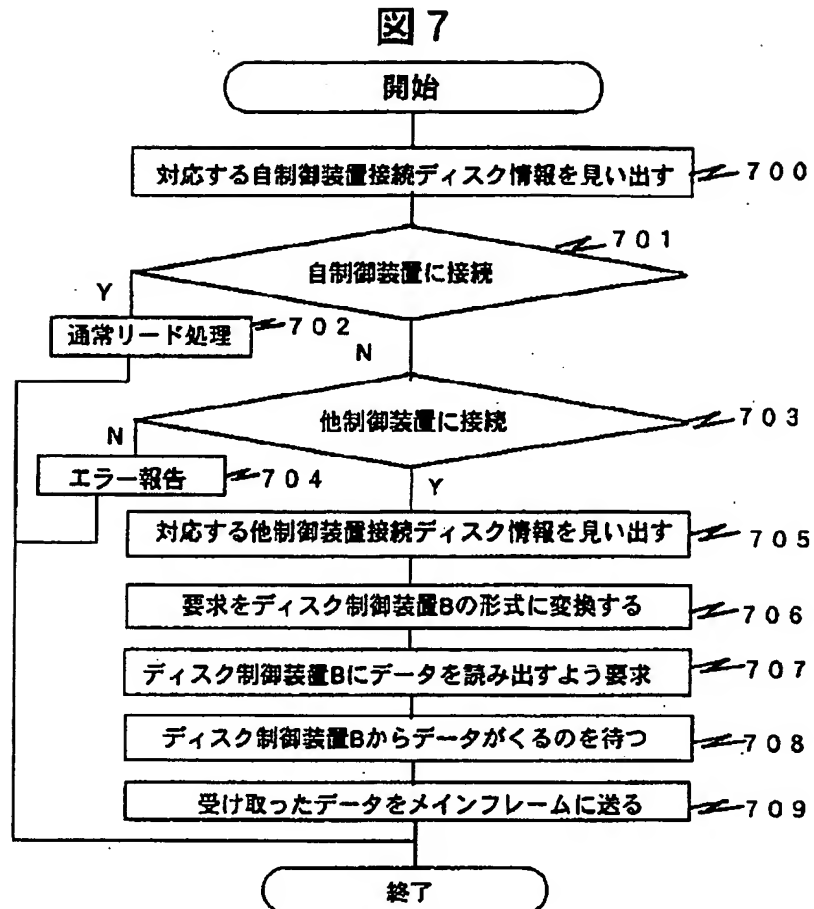 図７
開始
対応する自制御装置接続ディスク情報を見い出す
７００
７０１
自制御装置に接続
Y
通常リード処理
７０２
N
他制御装置に接続
７０３
N
エラー報告
７０４
Y
対応する他制御装置接続ディスク情報を見い出す
７０５
要求をディスク制御装置Bの形式に変換する
７０６
ディスク制御装置Bにデータを読み出すよう要求
７０７
ディスク制御装置Bからデータがくるのを待つ
７０８
受け取ったデータをメインフレームに送る
７０９
終了